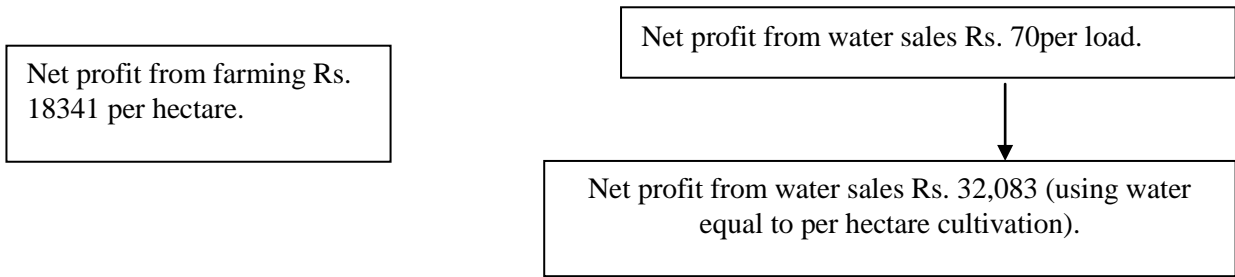 Net profit from farming Rs.
18341 per hectare.
Net profit from water sales Rs. 70per load.
Net profit from water sales Rs. 32,083 (using water
equal to per hectare cultivation).